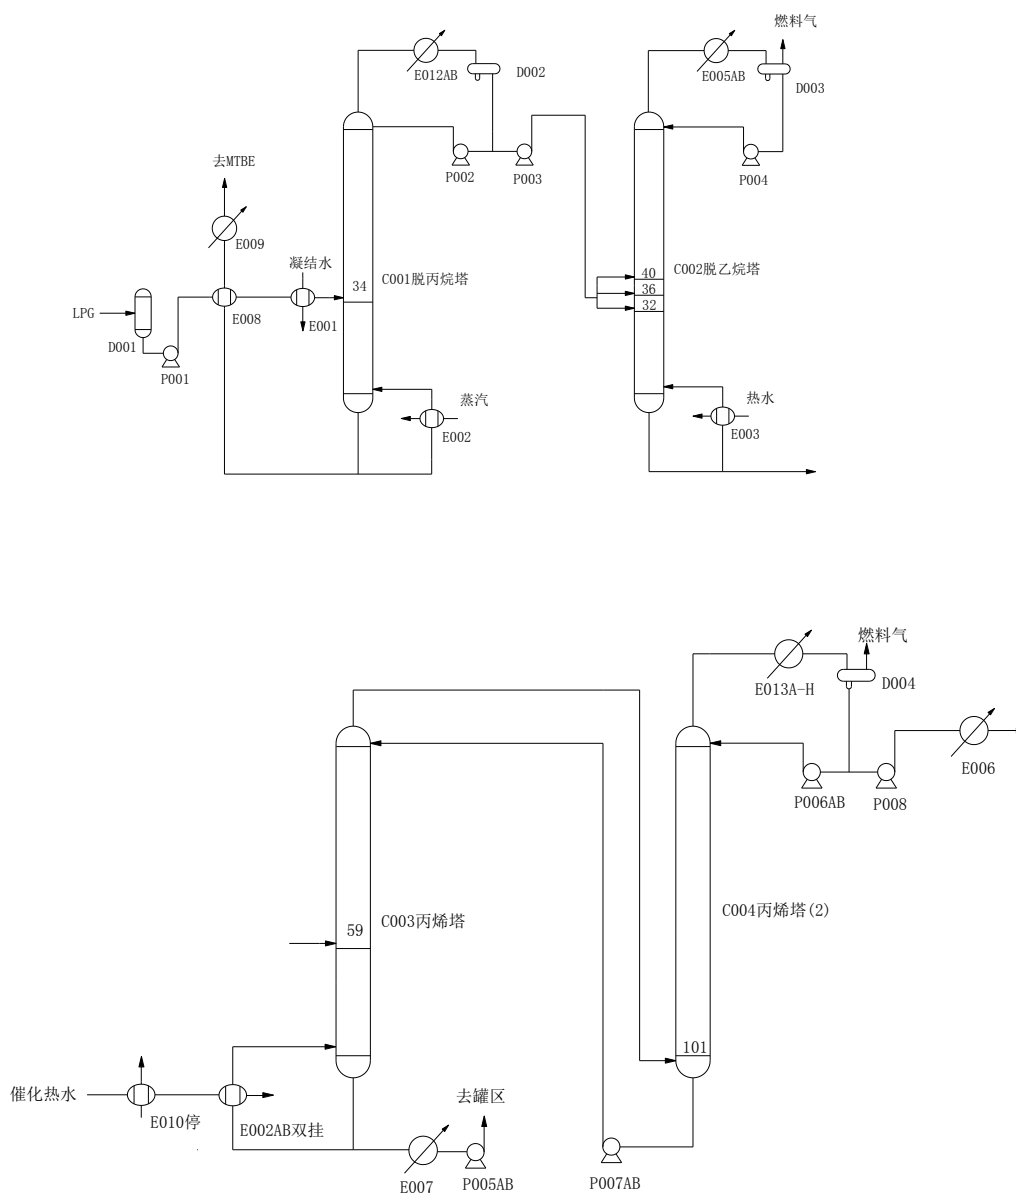 燃料气
E012AB
D002
E005AB
D003
P002
P003
P004
去MTBE
E009
凝结水
34
C001脱丙烷塔
40
C002脱乙烷塔
36
32
LPG
E008
E001
D001
P001
蒸汽
E002
热水
E003
燃料气
E013A-H
D004
E006
P006AB
P008
59
C003丙烯塔
C004丙烯塔(2)
101
催化热水
E010停
E002AB双挂
去罐区
E007
P005AB
P007AB